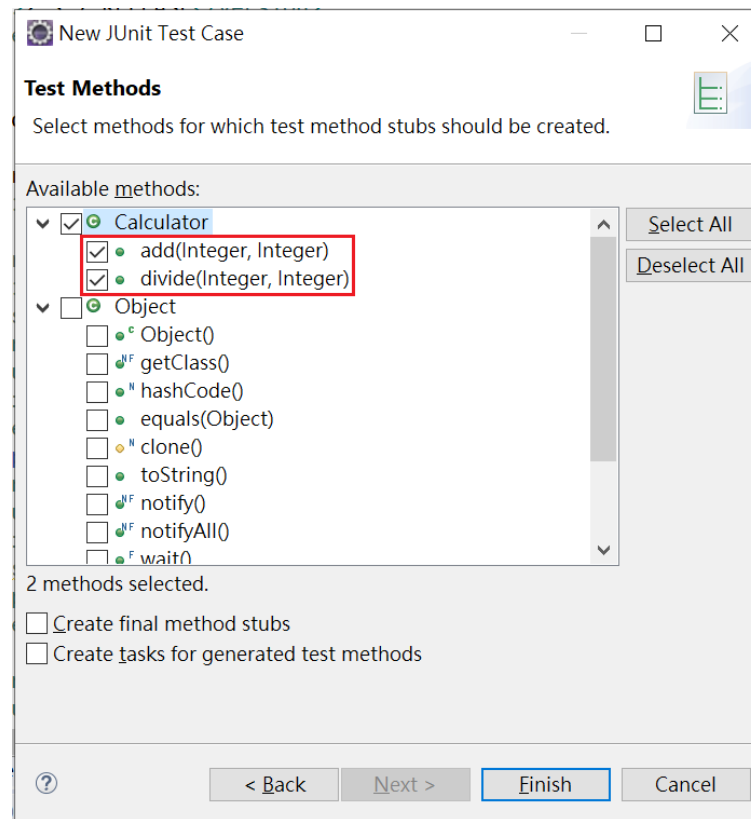 New JUnit Test Case
Test Methods
Select methods for which test method stubs should be created.
Available methods:
Calculator
add(Integer, Integer)
divide(Integer, Integer)
Object
Object()
getClass()
hashCode()
equals(Object)
clone()
toString()
notify()
notifyAll()
wait()
Select All
Deselect All
2 methods selected.
Create final method stubs
Create tasks for generated test methods
< Back Next > Finish Cancel